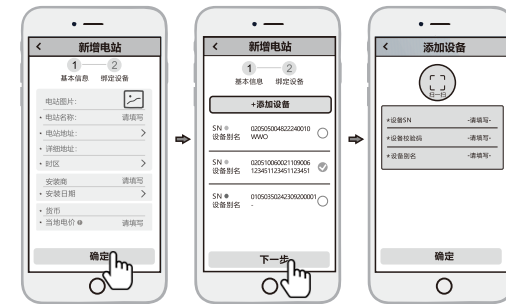 < 新增电站
1 2
基本信息 绑定设备
电站图片:
• 电站名称: 请填写
• 电站地址: >
• 详细地址:
• 时区 >
安装商 请填写
• 安装日期 >
• 货币
• 当地电价 请填写
确定
< 新增电站
1 2
基本信息 绑定设备
+添加设备
SN 020505004822240010
设备别名 WWO
SN 020510060021109006
设备别名 123451123451123451
SN 01050350242309200001
设备别名 -
下一步
< 添加设备
扫一扫
*设备SN -请填写-
*设备校验码 -请填写-
*设备别名 -请填写-
确定